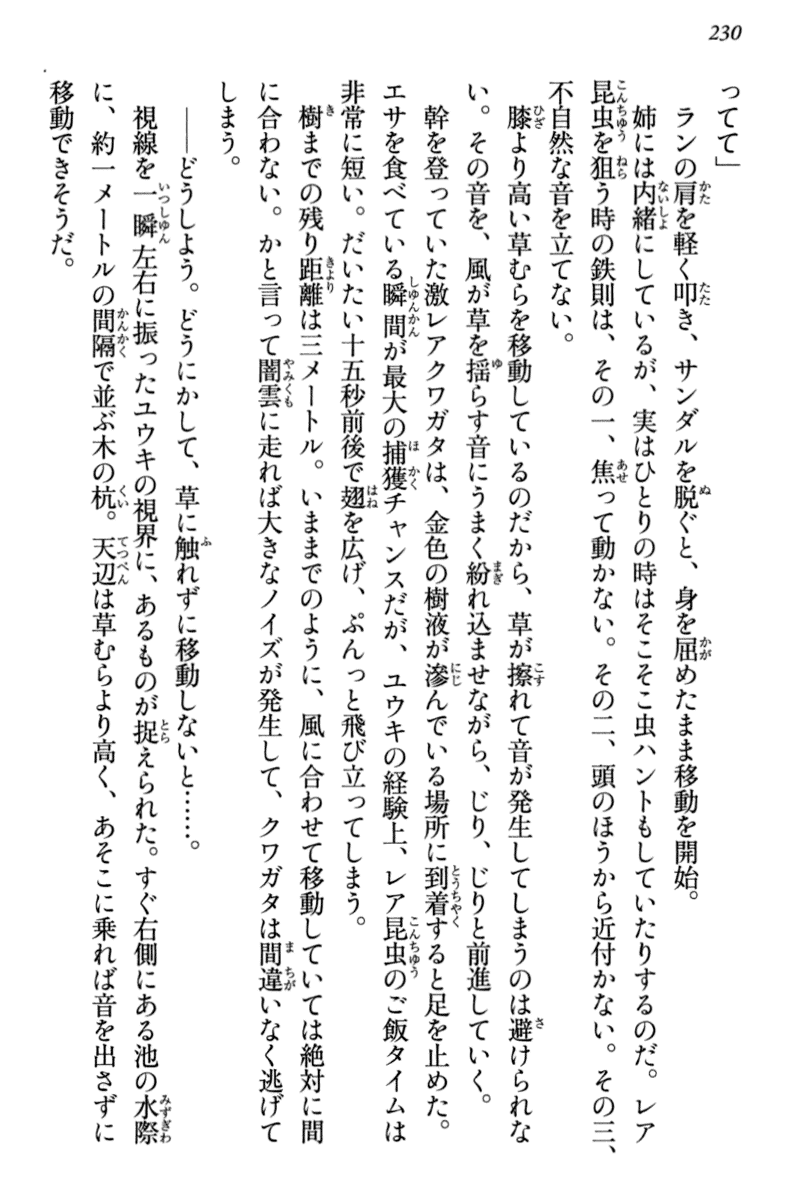 230
ってて」
　ランの肩を軽く叩き、サンダルを脱ぐと、身を屈めたまま移動を開始。
　姉には内緒にしているが、実はひとりの時はそこそこ虫ハントもしていたりするのだ。レア
昆虫を狙う時の鉄則は、その一、焦って動かない。その二、頭のほうから近付かない。その三、
不自然な音を立てない。
　膝より高い草むらを移動しているのだから、草が擦れて音が発生してしまうのは避けられな
い。その音を、風が草を揺らす音にうまく紛れ込ませながら、じり、じりと前進していく。
　幹を登っていた激レアクワガタは、金色の樹液が滲んでいる場所に到着すると足を止めた。
エサを食べている瞬間が最大の捕獲チャンスだが、ユウキの経験上、レア昆虫のご飯タイムは
非常に短い。だいたい十五秒前後で翅を広げ、ぷんっと飛び立ってしまう。
　樹までの残り距離は三メートル。いままでのように、風に合わせて移動していては絶対に間
に合わない。かと言って闇雲に走れば大きなノイズが発生して、クワガタは間違いなく逃げて
しまう。
　――どうしよう。どうにかして、草に触れずに移動しないと……。
　視線を一瞬左右に振ったユウキの視界に、あるものが捉えられた。すぐ右側にある池の水際
に、約一メートルの間隔で並ぶ木の杭。天辺は草むらより高く、あそこに乗れば音を出さずに
移動できそうだ。